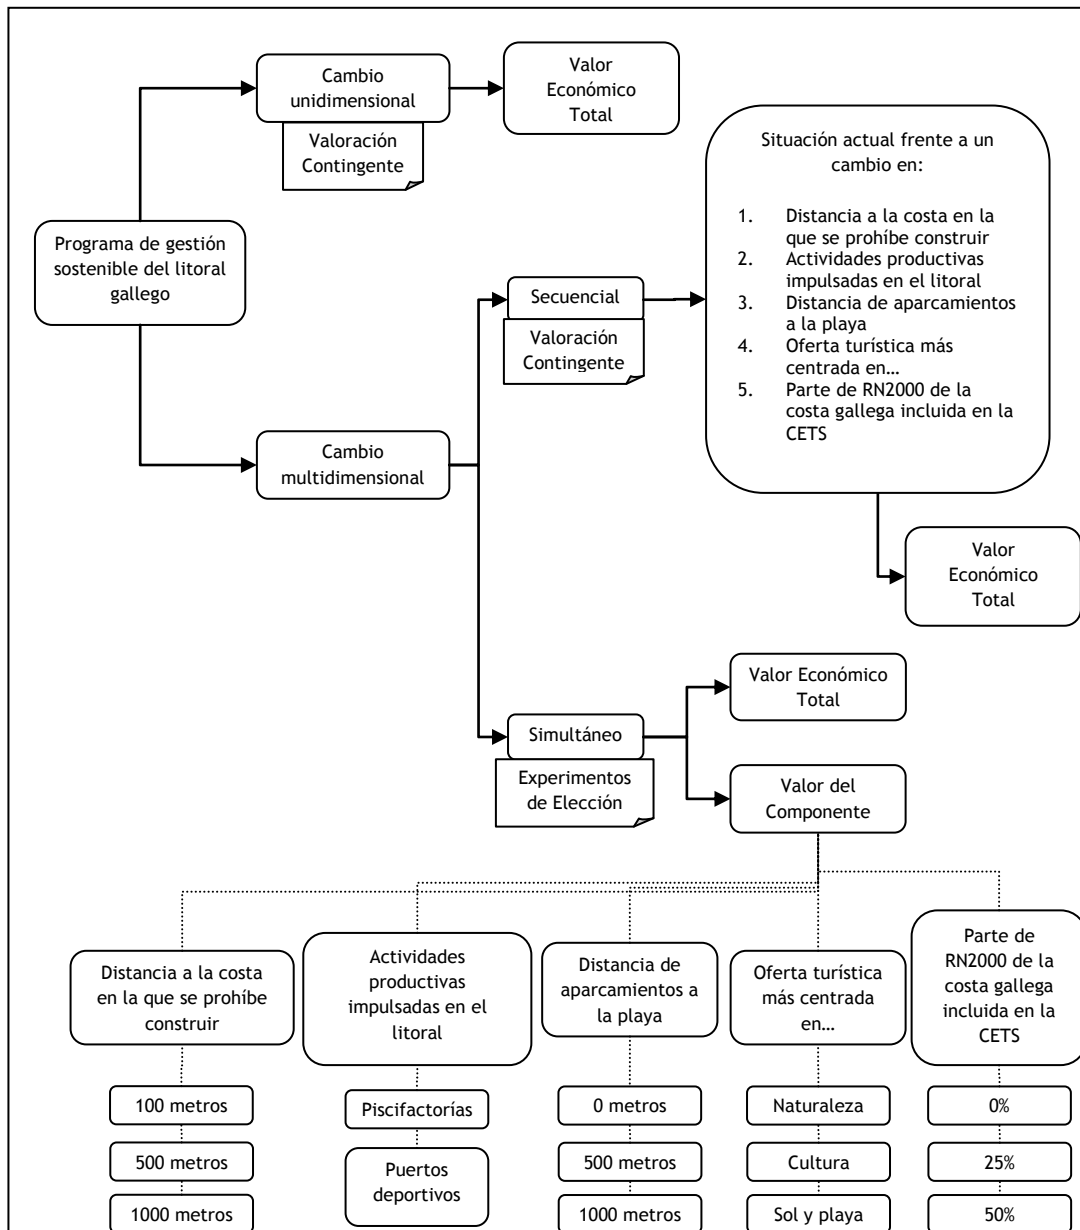 Cambio
unidimensional
Valoración
Contingente
Valor
Económico
Total
Programa de gestión
sostenible del litoral
gallego
Situación actual frente a un
cambio en:
1. Distancia a la costa en la
que se prohíbe construir
2. Actividades productivas
impulsadas en el litoral
3. Distancia de aparcamientos
a la playa
4. Oferta turística más
centrada en…
5. Parte de RN2000 de la
costa gallega incluida en la
CETS
Secuencial
Valoración
Contingente
Cambio
multidimensional
Valor
Económico
Total
Simultáneo
Experimentos
de Elección
Valor Económico
Total
Valor del
Componente
Distancia a la costa
en la que se prohíbe
construir
100 metros
500 metros
1000 metros
Actividades
productivas
impulsadas en el
litoral
Piscifactorías
Puertos
deportivos
Distancia de
aparcamientos a
la playa
0 metros
500 metros
1000 metros
Oferta turística
más centrada
en…
Naturaleza
Cultura
Sol y playa
Parte de
RN2000 de la
costa gallega
incluida en la
CETS
0%
25%
50%